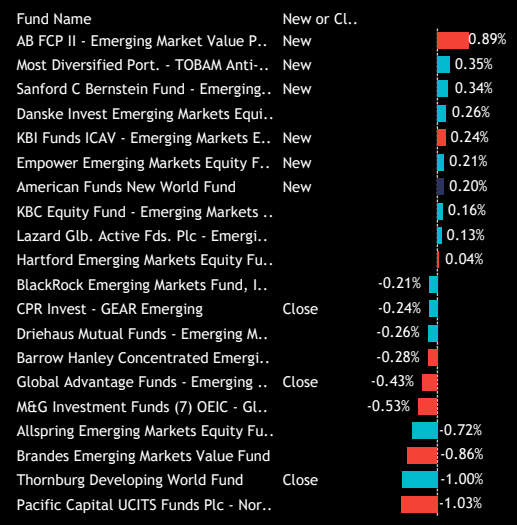 Fund Name New or Cl..
AB FCP II - Emerging Market Value P.. New 0.89%
Most Diversified Port. - TOBAM Anti-.. New 0.35%
Sanford C Bernstein Fund - Emerging.. New 0.34%
Danske Invest Emerging Markets Equi.. 0.26%
KBI Funds ICAV - Emerging Markets E.. New 0.24%
Empower Emerging Markets Equity F.. New 0.21%
American Funds New World Fund New 0.20%
KBC Equity Fund - Emerging Markets .. 0.16%
Lazard Glb. Active Fds. Plc - Emergi.. 0.13%
Hartford Emerging Markets Equity Fu.. 0.04%
BlackRock Emerging Markets Fund, I.. -0.21%
CPR Invest - GEAR Emerging Close -0.24%
Driehaus Mutual Funds - Emerging M.. -0.26%
Barrow Hanley Concentrated Emergi.. -0.28%
Global Advantage Funds - Emerging .. Close -0.43%
M&G Investment Funds (7) OEIC - Gl.. -0.53%
Allspring Emerging Markets Equity Fu.. -0.72%
Brandes Emerging Markets Value Fund -0.86%
Thornburg Developing World Fund Close -1.00%
Pacific Capital UCITS Funds Plc - Nor.. -1.03%